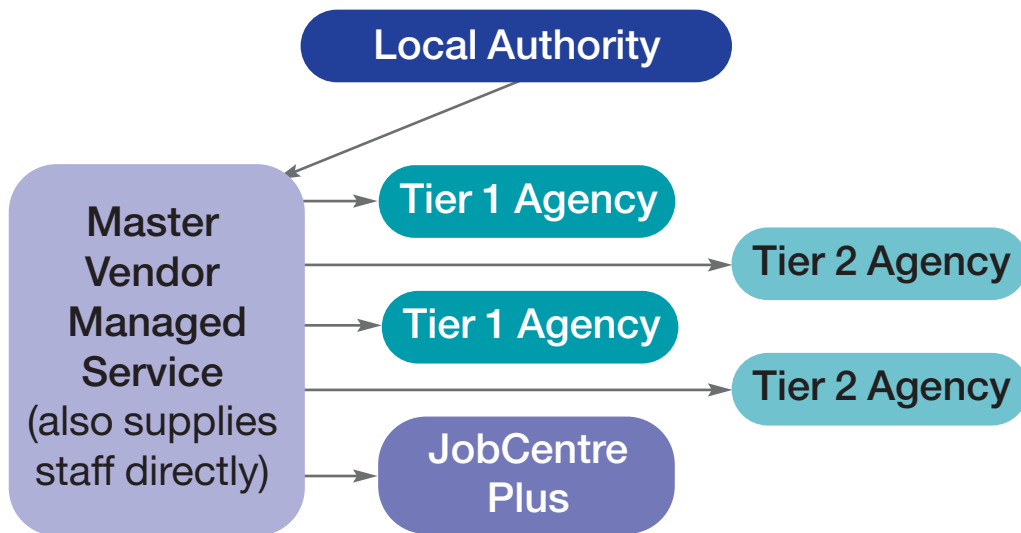 Local Authority
Master
Vendor
Managed
Service
(also supplies
staff directly)
Tier 1 Agency
Tier 2 Agency
Tier 1 Agency
Tier 2 Agency
JobCentre
Plus